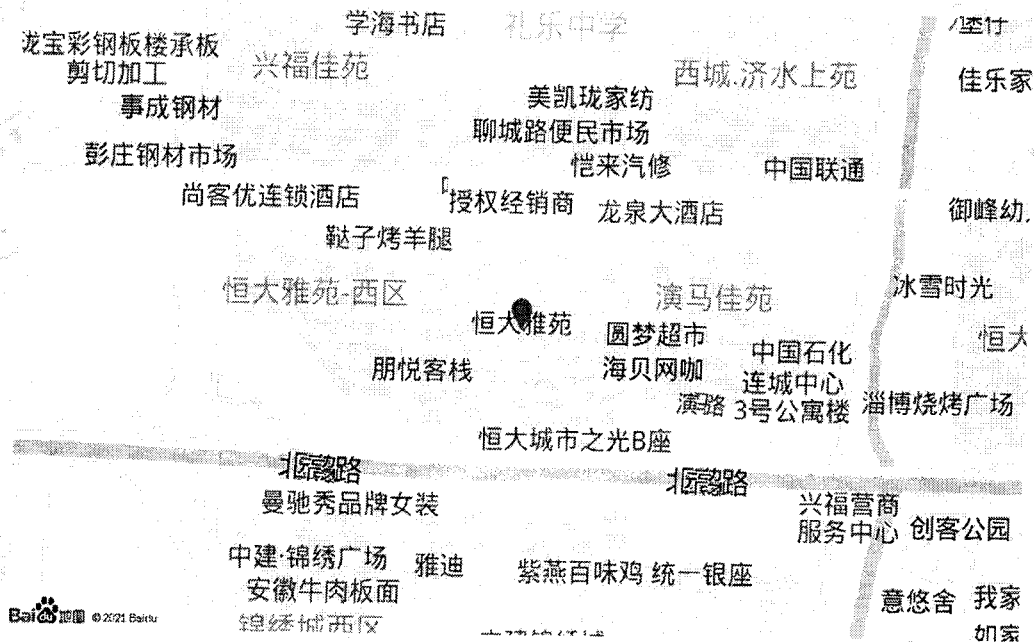 学海书店
礼乐中学
堡仔
泷宝彩钢板楼承板
剪切加工
兴福佳苑
西城.济水上苑
佳乐家
事成钢材
美凯珑家纺
聊城路便民市场
彭庄钢材市场
恺来汽修
中国联通
尚客优连锁酒店
授权经销商
龙泉大酒店
御峰幼
鞑子烤羊腿
恒大雅苑-西区
演马佳苑
冰雪时光
恒大雅苑
圆梦超市
恒大
朋悦客栈
海贝网咖
中国石化
连城中心
3号公寓楼
淄博烧烤广场
恒大城市之光B座
曼驰秀品牌女装
兴福营商
服务中心
创客公园
中建·锦绣广场
雅迪
安徽牛肉板面
紫燕百味鸡
统一银座
意悠舍
我家
锦绣城西区
如家
Bai du 地图 © 2021 Baidu